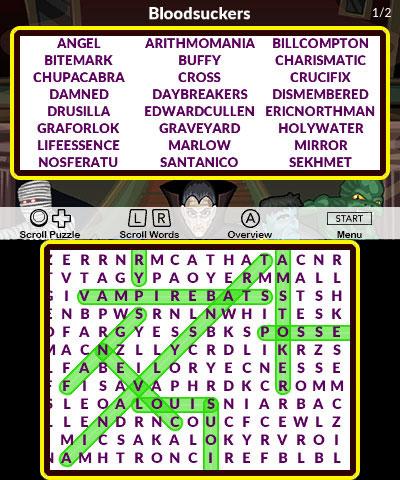 Bloodsuckers 1/2
ANGEL ARITHMOMANIA BILLCOMPTON
BITEMARK BUFFY CHARISMATIC
CHUPACABRA CROSS CRUCIFIX
DAMNED DAYBREAKERS DISMEMBERED
DRUSILLA EDWARDCULLEN ERICNORTHMAN
GRAFORLOK GRAVEYARD HOLYWATER
LIFEESSENCE MARLOW MIRROR
NOSFERATU SANTANICO SEKHMET
L R A START
Scroll Puzzle Scroll Words Overview Menu
Z E R R N R M C A T H A T A C N R
V T A G Y P A O Y E R M M A L L
G I V A M P I R E B A T S S T S H
E N B P W S R N L N W H I T E S K
O F A R G Y E S S S K S P O S S E
M A C N Z L L Y C R D L I K R Z S
L F A B E L O R Y E C N E S S E
F F I S A V A P H R D K C R O M M
S L E O A L O U I S N I A R B A C
L L E N D R N C O U C F C E W L Z
M C S A K A L O K Y R V R O I
N A M H T R O N C I R E F B L B L